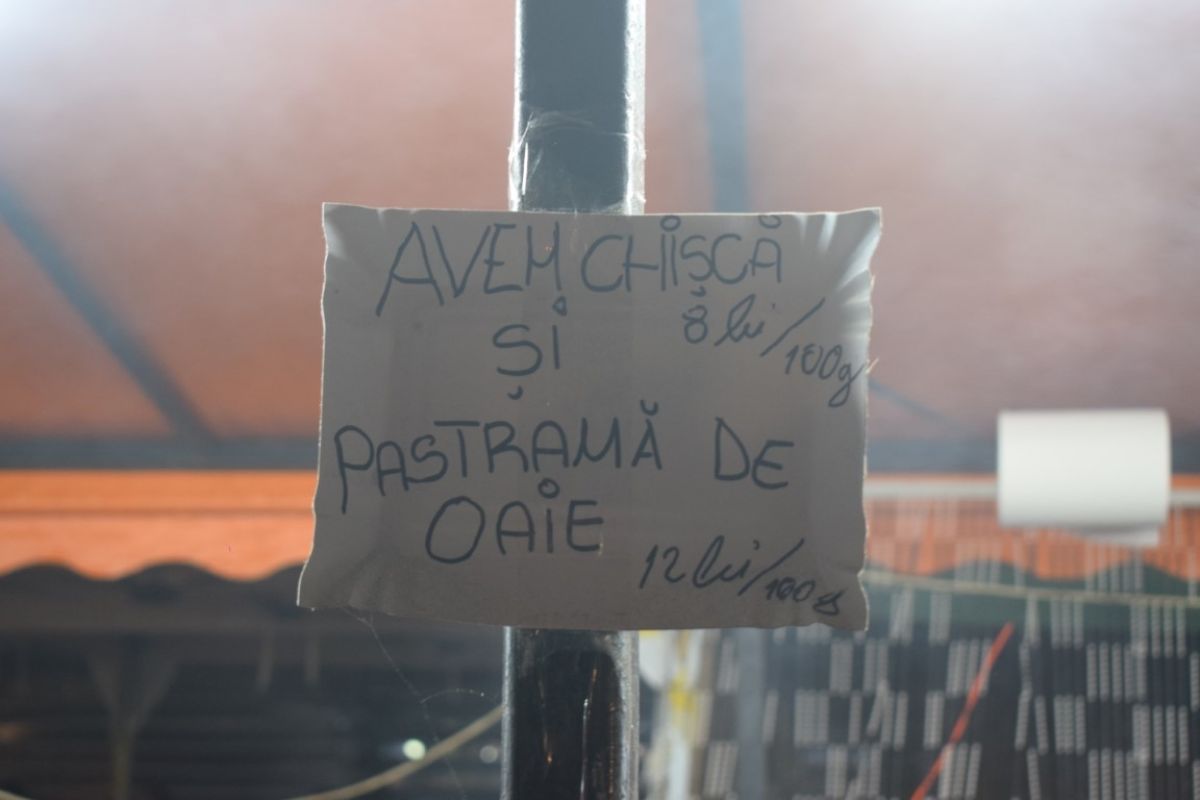 AVEM CHIȘCĂ
ȘI 8 lei/100g
PASTRAMĂ DE
OAIE
12 lei/100g